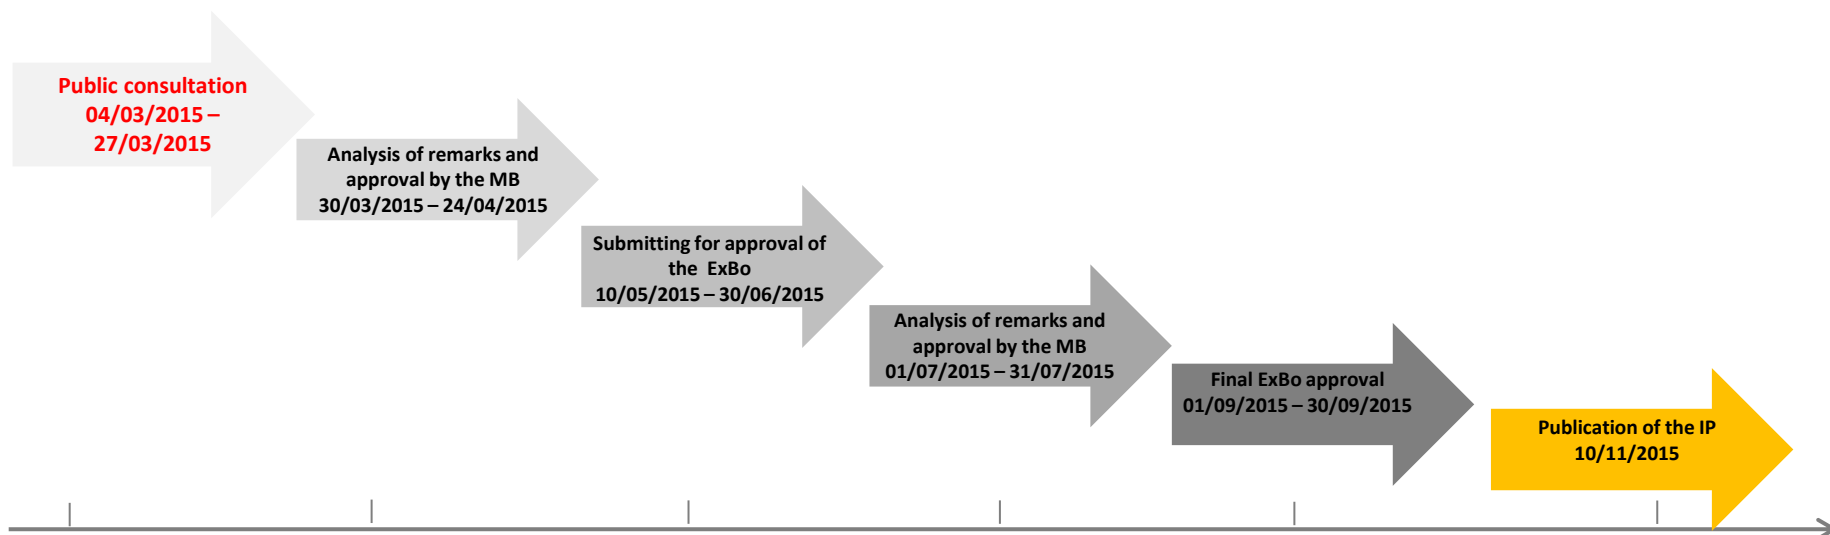 Public consultation
04/03/2015 –
27/03/2015
Analysis of remarks and
approval by the MB
30/03/2015 – 24/04/2015
Submitting for approval of
the ExBo
10/05/2015 – 30/06/2015
Analysis of remarks and
approval by the MB
01/07/2015 – 31/07/2015
Final ExBo approval
01/09/2015 – 30/09/2015
Publication of the IP
10/11/2015